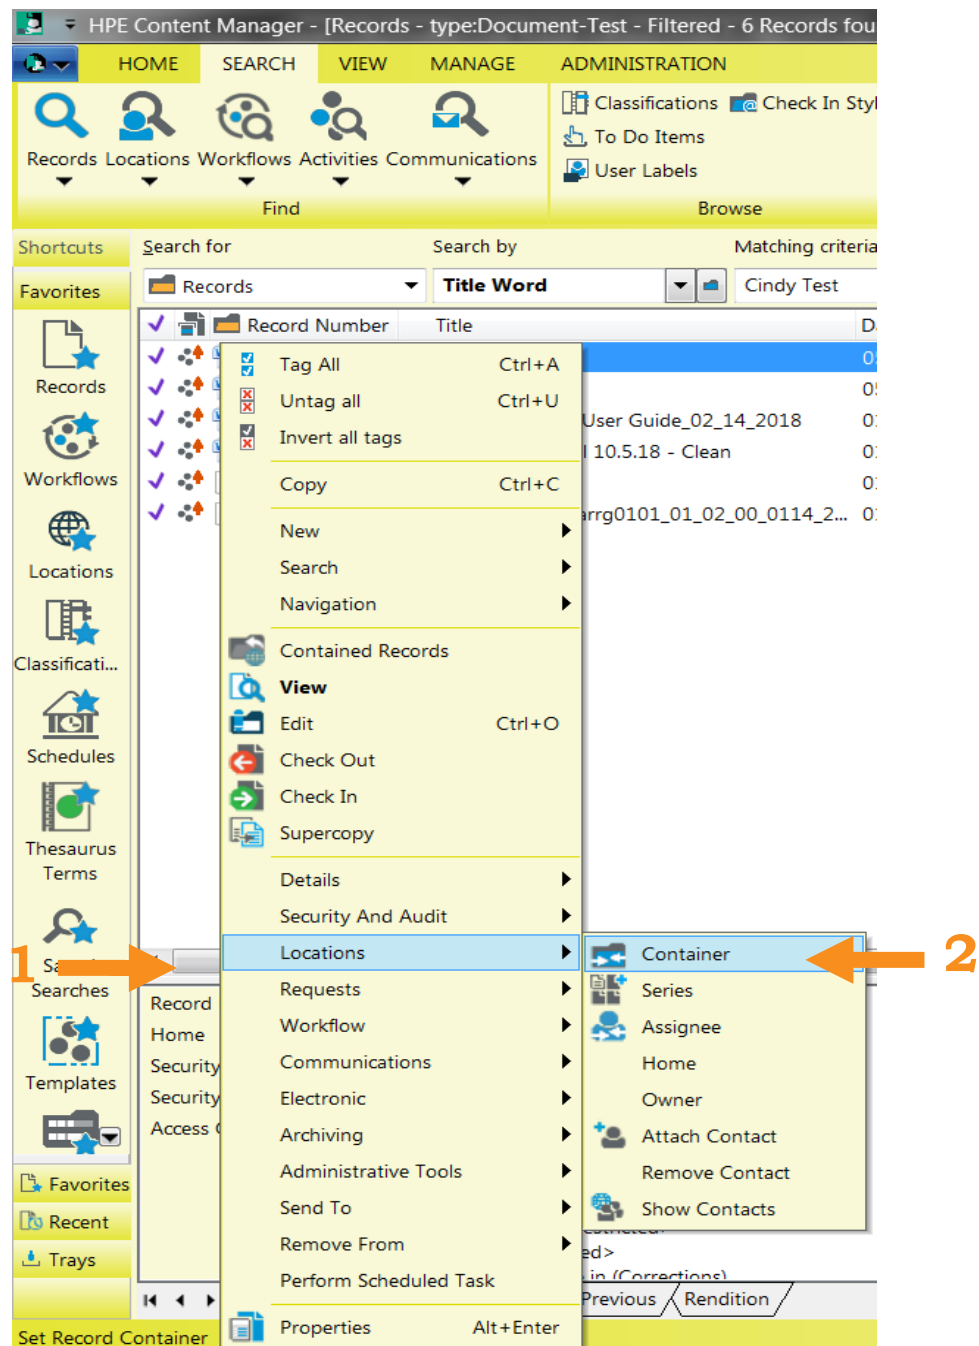 HPE Content Manager - [Records - type:Document-Test - Filtered - 6 Records fou
HOME SEARCH VIEW MANAGE ADMINISTRATION
Classifications Check In Styl
To Do Items
User Labels
Records Locations Workflows Activities Communications
Find Browse
Shortcuts Search for Search by Matching criteria
Favorites Records Title Word Cindy Test
Record Number Title
Tag All Ctrl+A
Untag all Ctrl+U
Invert all tags
Copy Ctrl+C
New
Search
Navigation
Contained Records
View
Edit Ctrl+O
Check Out
Check In
Supercopy
Details
Security And Audit
Locations
Requests
Workflow
Communications
Electronic
Archiving
Administrative Tools
Send To
Remove From
Perform Scheduled Task
Properties Alt+Enter
User Guide_02_14_2018
l 10.5.18 - Clean
arrg0101_01_02_00_0114_2...
Records
Workflows
Locations
Classificati...
Schedules
Thesaurus
Terms
Searches
Templates
Favorites
Recent
Trays
1
2
Container
Series
Assignee
Home
Owner
Attach Contact
Remove Contact
Show Contacts
Record
Home
Security
Security
Access
ed>
in (Corrections)
Previous Rendition
Set Record Container